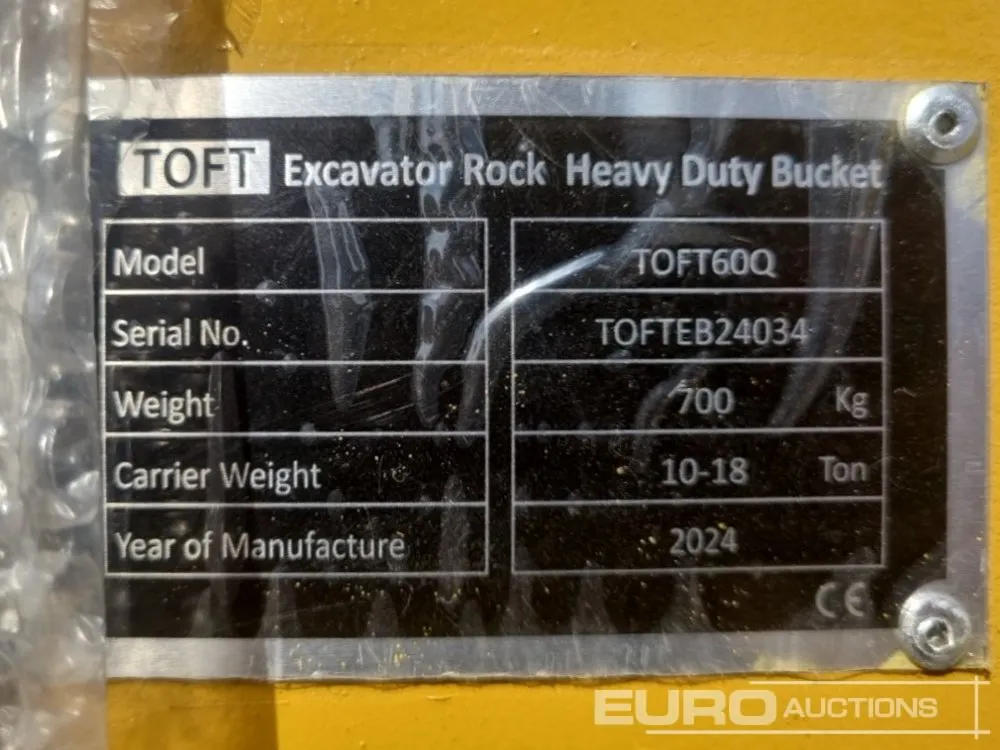 TOFT Excavator Rock Heavy Duty Bucket
Model TOFT60Q
Serial No. TOFTEB24034
Weight 700 Kg
Carrier Weight 10-18 Ton
Year of Manufacture 2024
CE
EURO AUCTIONS